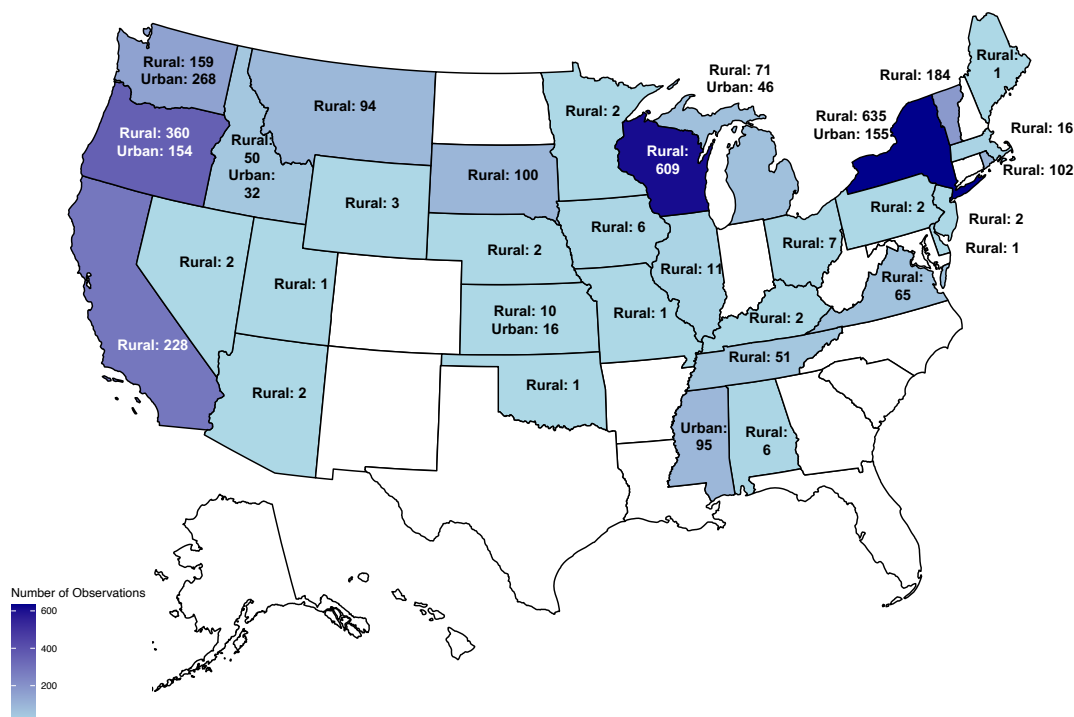 Rural: 159
Urban: 268
Rural: 94
Rural: 2
Rural: 71
Urban: 46
Rural: 184
Rural:
1
Rural: 360
Urban: 154
Rural:
50
Urban:
32
Rural: 100
Rural:
609
Rural: 635
Urban: 155
Rural: 16
Rural: 102
Rural: 3
Rural: 6
Rural: 2
Rural: 2
Rural: 1
Rural: 2
Rural: 1
Rural: 2
Rural: 11
Rural: 7
Rural:
65
Rural: 10
Urban: 16
Rural: 1
Rural: 2
Rural: 228
Rural: 51
Rural: 2
Rural: 1
Urban:
95
Rural:
6
Number of Observations
600
400
200